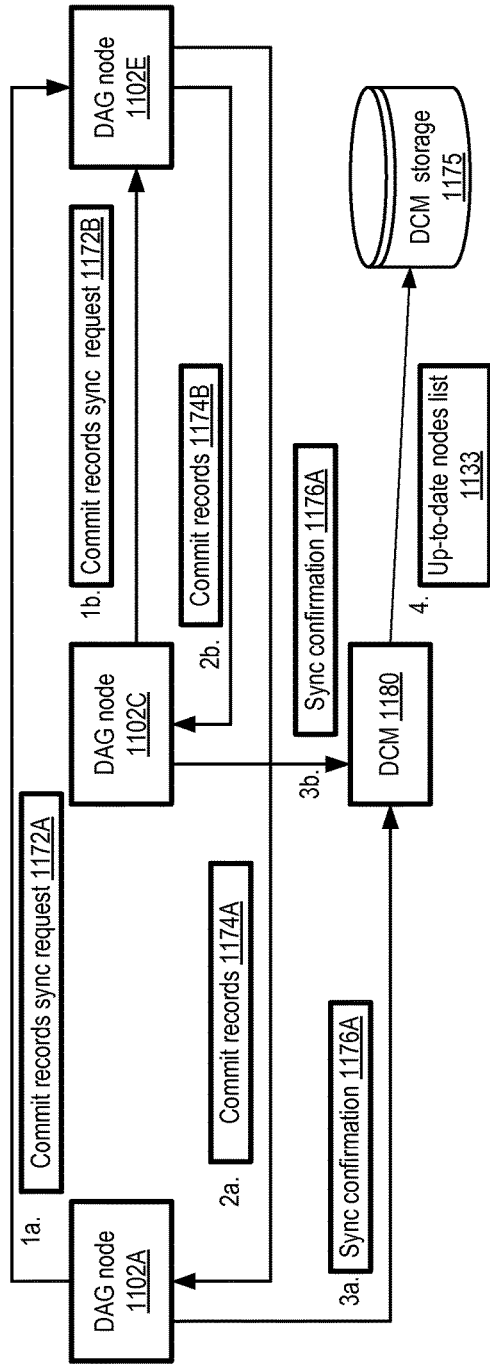 1a.
Commit records sync request 1172A
1b.
Commit records sync request 1172B
DAG node
1102A
DAG node
1102C
DAG node
1102E
2a.
Commit records 1174A
2b.
Commit records 1174B
3a.
Sync confirmation 1176A
3b.
Sync confirmation 1176A
DCM 1180
4.
Up-to-date nodes list
1133
DCM storage
1175